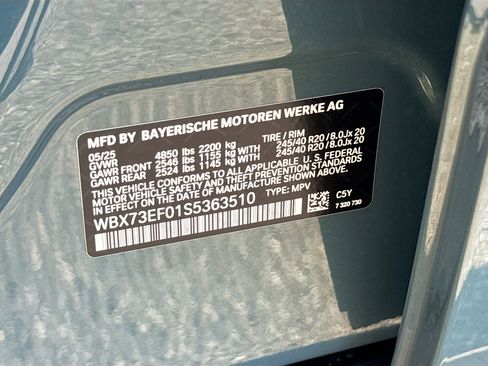 MFD BY BAYERISCHE MOTOREN WERKE AG
05/25 4850 lbs 2200 kg TIRE / RIM
GAWR FRONT 2546 lbs 1155 kg 245/40 R20 / 8.0Jx 20
GAWR REAR 2524 lbs 1145 kg 245/40 R20 / 8.0Jx 20
THIS VEHICLE CONFORMS TO ALL APPLICABLE U.S. FEDERAL
MOTOR VEHICLE SAFETY, BUMPER, AND THEFT PREVENTION
STANDARDS IN EFFECT ON THE DATE OF MANUFACTURE SHOWN ABOVE.
WBX73EF01S5363510 TYPE: MPV C5Y
7 320 730